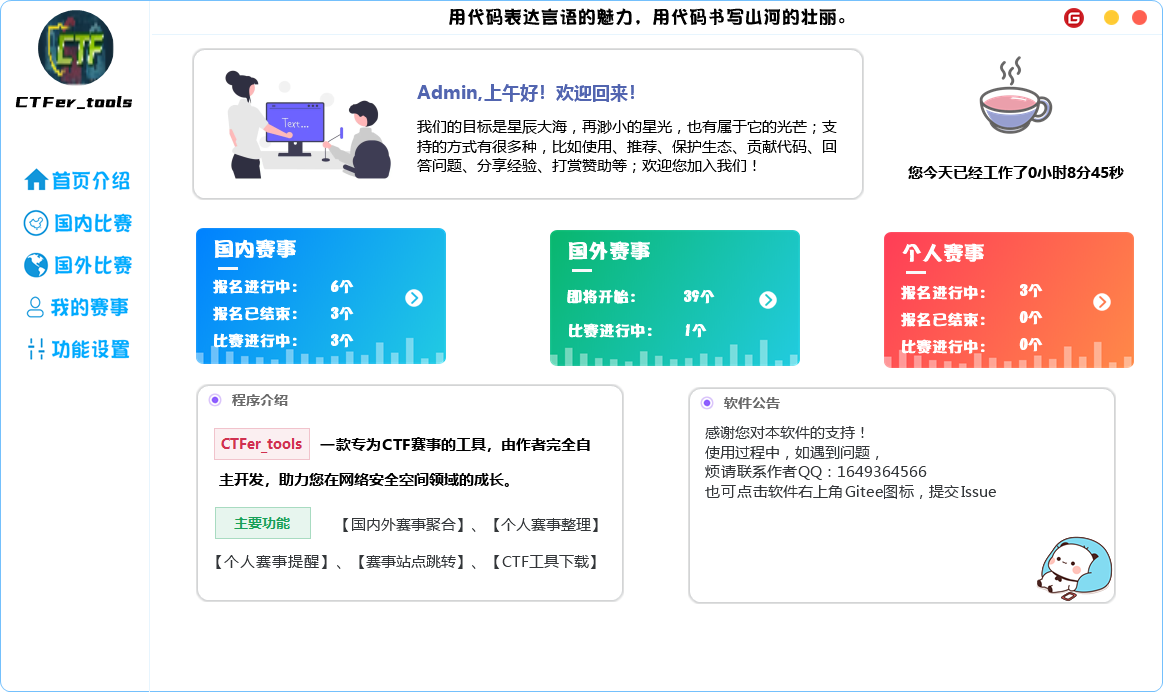 用代码表达言语的魅力，用代码书写山河的壮丽。
CTF
CTFer_tools
首页介绍
国内比赛
国外比赛
我的赛事
功能设置
Text...
Admin,上午好！欢迎回来！
我们的目标是星辰大海，再渺小的星光，也有属于它的光芒；支
持的方式有很多种，比如使用、推荐、保护生态、贡献代码、回
答问题、分享经验、打赏赞助等；欢迎您加入我们！
您今天已经工作了0小时8分45秒
国内赛事
报名进行中： 6个
报名已结束： 3个
比赛进行中： 3个
国外赛事
即将开始： 39个
比赛进行中： 1个
个人赛事
报名进行中： 3个
报名已结束： 0个
比赛进行中： 0个
程序介绍
CTFer_tools 一款专为CTF赛事的工具，由作者完全自
主开发，助力您在网络安全空间领域的成长。
主要功能 【国内外赛事聚合】、【个人赛事整理】
【个人赛事提醒】、【赛事站点跳转】、【CTF工具下载】
软件公告
感谢您对本软件的支持！
使用过程中，如遇到问题，
烦请联系作者QQ：1649364566
也可点击软件右上角Gitee图标，提交Issue